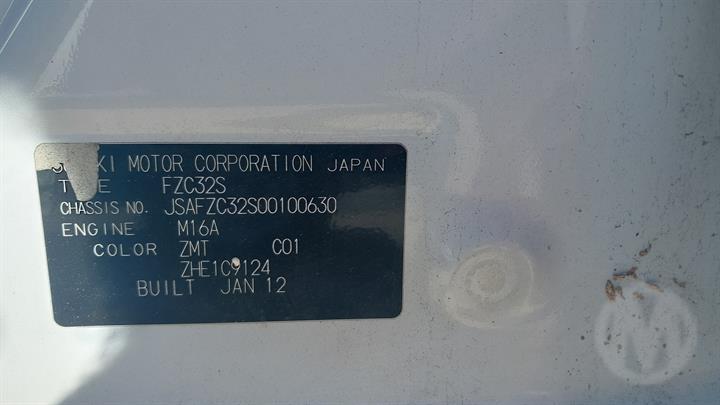 MOTOR CORPORATION JAPAN
FZC32S
CHASSIS NO. JSAFZC32S00100630
ENGINE M16A
COLOR ZMT C01
ZHE1C9124
BUILT JAN 12
M